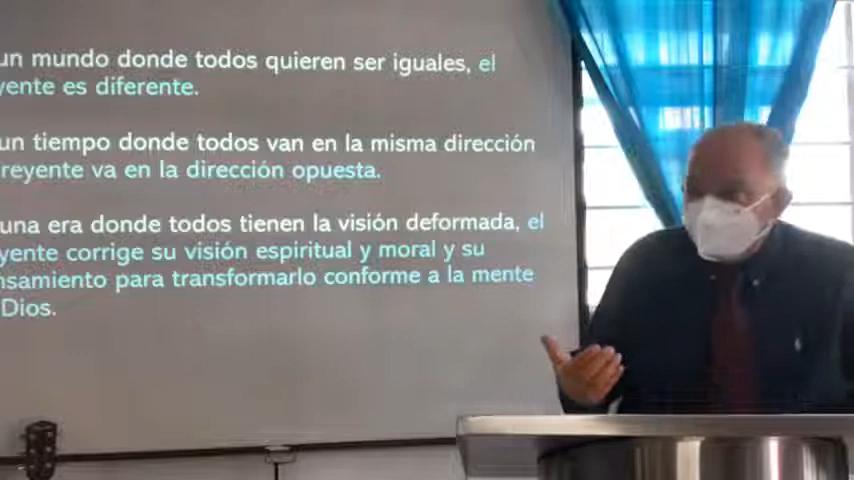 un mundo donde todos quieren ser iguales, el
yente es diferente.
un tiempo donde todos van en la misma dirección
reyente va en la dirección opuesta.
una era donde todos tienen la visión deformada, el
yente corrige su visión espiritual y moral y su
nsamiento para transformarlo conforme a la mente
Dios.